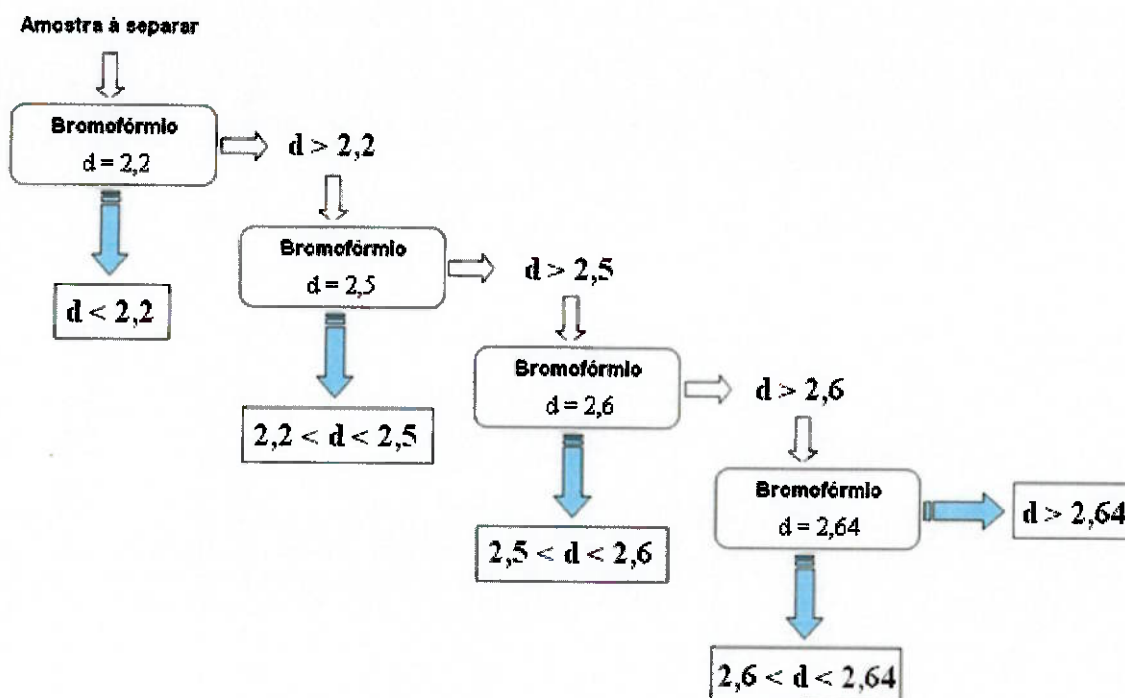 Amostra à separar
Bromofórmio
d = 2,2
d > 2,2
d < 2,2
Bromofórmio
d = 2,5
d > 2,5
2,2 < d < 2,5
Bromofórmio
d = 2,6
d > 2,6
2,5 < d < 2,6
Bromofórmio
d = 2,64
d > 2,64
2,6 < d < 2,64